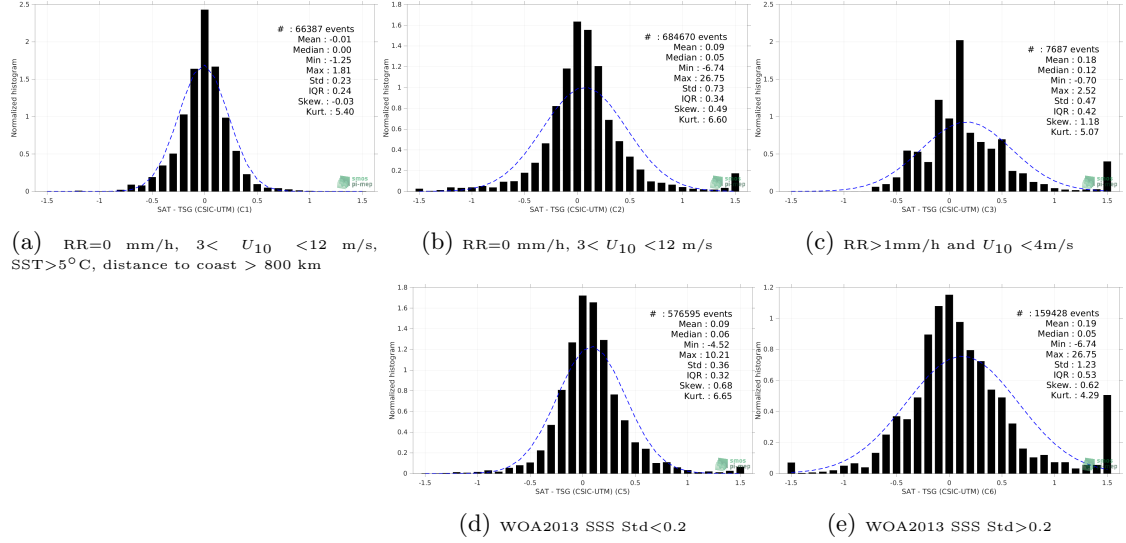 2.5
2
1.5
1
0.5
0
Normalized histogram
# : 66387 events
Mean : -0.01
Median : 0.00
Min : -1.25
Max : 1.81
Std : 0.23
IQR : 0.24
Skew. : -0.03
Kurt. : 5.40
smos
pi-mep
-1.5 -1 -0.5 0 0.5 1 1.5
SAT - TSG (CSIC-UTM) (C1)
(a) RR=0 mm/h, 3< U10 <12 m/s,
SST>5°C, distance to coast > 800 km
1.8
1.6
1.4
1.2
1
0.8
0.6
0.4
0.2
0
Normalized histogram
# : 684670 events
Mean : 0.09
Median : 0.05
Min : -6.74
Max : 26.75
Std : 0.73
IQR : 0.34
Skew. : 0.49
Kurt. : 6.60
smos
pi-mep
-1.5 -1 -0.5 0 0.5 1 1.5
SAT - TSG (CSIC-UTM) (C2)
(b) RR=0 mm/h, 3< U10 <12 m/s
2.5
2
1.5
1
0.5
0
Normalized histogram
# : 7687 events
Mean : 0.18
Median : 0.12
Min : -0.70
Max : 2.52
Std : 0.47
IQR : 0.42
Skew. : 1.18
Kurt. : 5.07
smos
pi-mep
-1.5 -1 -0.5 0 0.5 1 1.5
SAT - TSG (CSIC-UTM) (C3)
(c) RR>1mm/h and U10 <4m/s
1.8
1.6
1.4
1.2
1
0.8
0.6
0.4
0.2
0
Normalized histogram
# : 576595 events
Mean : 0.09
Median : 0.06
Min : -4.52
Max : 10.21
Std : 0.36
IQR : 0.32
Skew. : 0.68
Kurt. : 6.65
smos
pi-mep
-1.5 -1 -0.5 0 0.5 1 1.5
SAT - TSG (CSIC-UTM) (C5)
(d) WOA2013 SSS Std<0.2
1.2
1
0.8
0.6
0.4
0.2
0
Normalized histogram
# : 159428 events
Mean : 0.19
Median : 0.05
Min : -6.74
Max : 26.75
Std : 1.23
IQR : 0.53
Skew. : 0.62
Kurt. : 4.29
smos
pi-mep
-1.5 -1 -0.5 0 0.5 1 1.5
SAT - TSG (CSIC-UTM) (C6)
(e) WOA2013 SSS Std>0.2